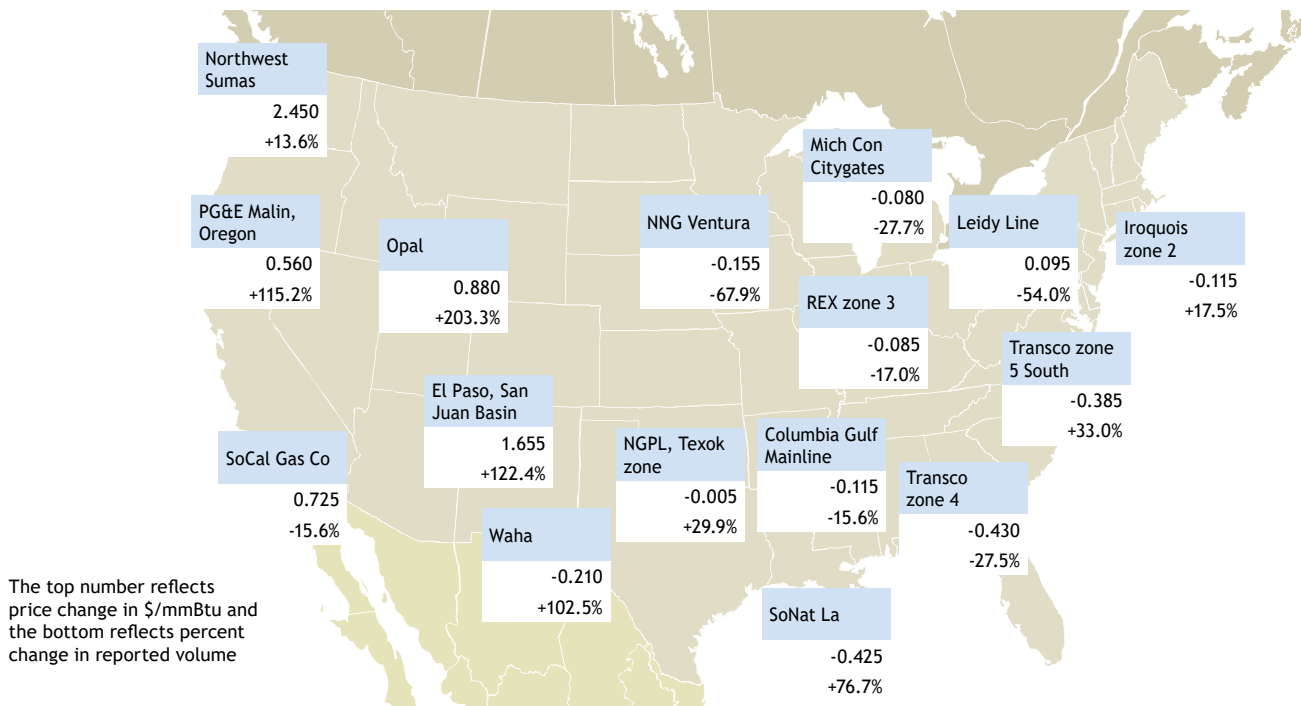 Northwest
Sumas
2.450
+13.6%
Mich Con
Citygates
-0.080
-27.7%
PG&E Malin,
Oregon
0.560
+115.2%
Opal
0.880
+203.3%
NNG Ventura
-0.155
-67.9%
Leidy Line
0.095
-54.0%
Iroquois
zone 2
-0.115
+17.5%
REX zone 3
-0.085
-17.0%
Transco zone
5 South
-0.385
+33.0%
El Paso, San
Juan Basin
1.655
+122.4%
SoCal Gas Co
0.725
-15.6%
NGPL, Texok
zone
-0.005
+29.9%
Columbia Gulf
Mainline
-0.115
-15.6%
Transco
zone 4
-0.430
-27.5%
Waha
-0.210
+102.5%
SoNat La
-0.425
+76.7%
The top number reflects
price change in $/mmBtu and
the bottom reflects percent
change in reported volume